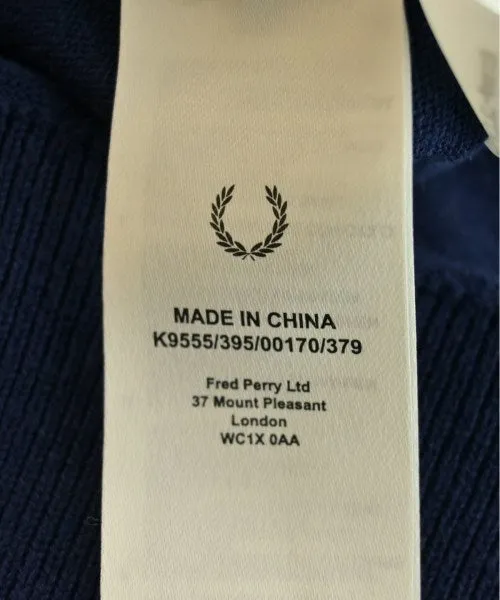 MADE IN CHINA
K9555/395/00170/379
Fred Perry Ltd
37 Mount Pleasant
London
WC1X 0AA